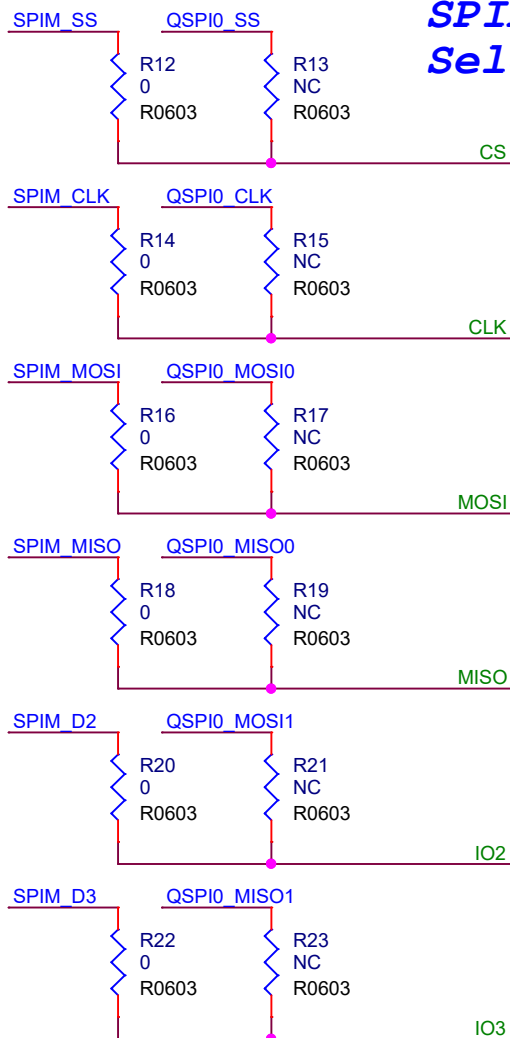 SPIM_SS QSPI0_SS
SPI
Sel
R12 R13
0 NC
R0603 R0603
CS
SPIM_CLK QSPI0_CLK
R14 R15
0 NC
R0603 R0603
CLK
SPIM_MOSI QSPI0_MOSI0
R16 R17
0 NC
R0603 R0603
MOSI
SPIM_MISO QSPI0_MISO0
R18 R19
0 NC
R0603 R0603
MISO
SPIM_D2 QSPI0_MOSI1
R20 R21
0 NC
R0603 R0603
IO2
SPIM_D3 QSPI0_MISO1
R22 R23
0 NC
R0603 R0603
IO3